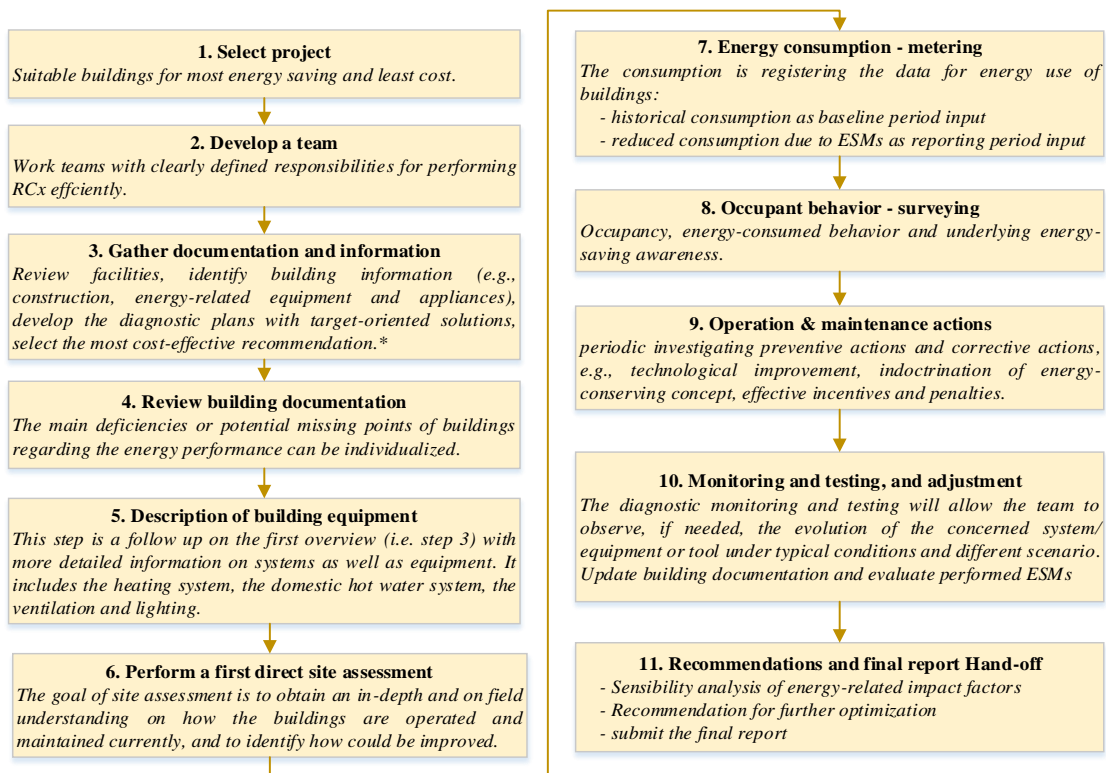 1. Select project
Suitable buildings for most energy saving and least cost.
2. Develop a team
Work teams with clearly defined responsibilities for performing
RCx effciently.
3. Gather documentation and information
Review facilities, identify building information (e.g.,
construction, energy-related equipment and appliances),
develop the diagnostic plans with target-oriented solutions,
select the most cost-effective recommendation.*
4. Review building documentation
The main deficiencies or potential missing points of buildings
regarding the energy performance can be individualized.
5. Description of building equipment
This step is a follow up on the first overview (i.e. step 3) with
more detailed information on systems as well as equipment. It
includes the heating system, the domestic hot water system, the
ventilation and lighting.
6. Perform a first direct site assessment
The goal of site assessment is to obtain an in-depth and on field
understanding on how the buildings are operated and
maintained currently, and to identify how could be improved.
7. Energy consumption - metering
The consumption is registering the data for energy use of
buildings:
- historical consumption as baseline period input
- reduced consumption due to ESMs as reporting period input
8. Occupant behavior - surveying
Occupancy, energy-consumed behavior and underlying energy-
saving awareness.
9. Operation & maintenance actions
periodic investigating preventive actions and corrective actions,
e.g., technological improvement, indoctrination of energy-
conserving concept, effective incentives and penalties.
10. Monitoring and testing, and adjustment
The diagnostic monitoring and testing will allow the team to
observe, if needed, the evolution of the concerned system/
equipment or tool under typical conditions and different scenario.
Update building documentation and evaluate performed ESMs
11. Recommendations and final report Hand-off
- Sensibility analysis of energy-related impact factors
- Recommendation for further optimization
- submit the final report